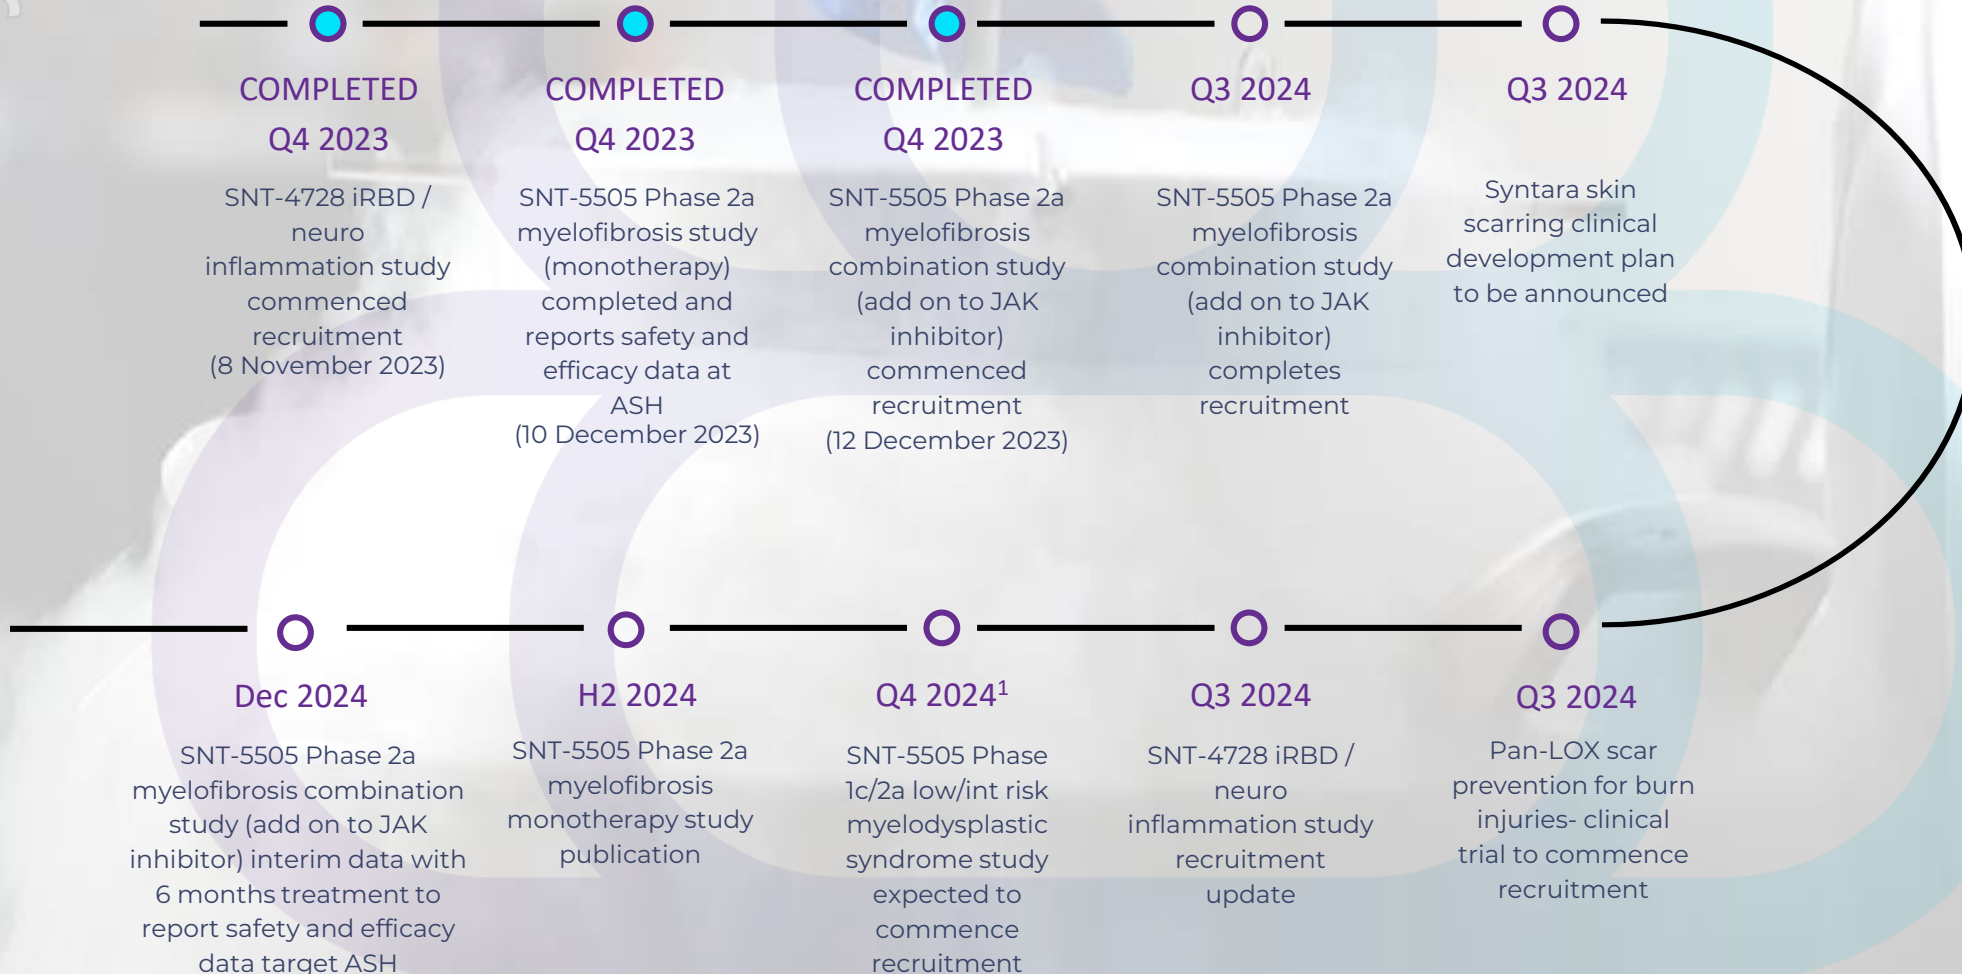 COMPLETED
Q4 2023
SNT-4728 iRBD /
neuro
inflammation study
commenced
recruitment
(8 November 2023)
COMPLETED
Q4 2023
SNT-5505 Phase 2a
myelofibrosis study
(monotherapy)
completed and
reports safety and
efficacy data at
ASH
(10 December 2023)
COMPLETED
Q4 2023
SNT-5505 Phase 2a
myelofibrosis
combination study
(add on to JAK
inhibitor)
commenced
recruitment
(12 December 2023)
Q3 2024
SNT-5505 Phase 2a
myelofibrosis
combination study
(add on to JAK
inhibitor)
completes
recruitment
Q3 2024
Syntara skin
scarring clinical
development plan
to be announced
Dec 2024
SNT-5505 Phase 2a
myelofibrosis combination
study (add on to JAK
inhibitor) interim data with
6 months treatment to
report safety and efficacy
data target ASH
H2 2024
SNT-5505 Phase 2a
myelofibrosis
monotherapy study
publication
Q4 2024¹
SNT-5505 Phase
1c/2a low/int risk
myelodysplastic
syndrome study
expected to
commence
recruitment
Q3 2024
SNT-4728 iRBD /
neuro
inflammation study
recruitment
update
Q3 2024
Pan-LOX scar
prevention for burn
injuries- clinical
trial to commence
recruitment